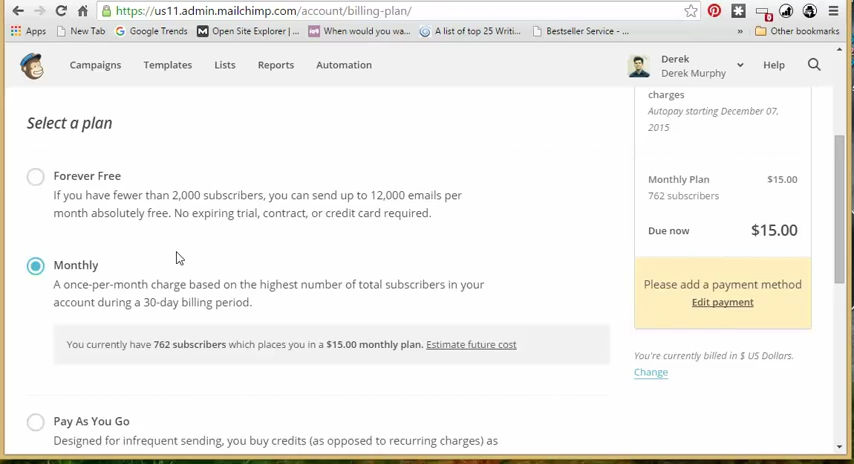 https://us11.admin.mailchimp.com/account/billing-plan/
Apps New Tab Google Trends Open Site Explorer | ... When would you wa... A list of top 25 Writi... Bestseller Service - ... » Other bookmarks
Campaigns Templates Lists Reports Automation Derek Help
Derek Murphy
charges
Autopay starting December 07,
2015
Select a plan
Forever Free
If you have fewer than 2,000 subscribers, you can send up to 12,000 emails per
month absolutely free. No expiring trial, contract, or credit card required.
Monthly
A once-per-month charge based on the highest number of total subscribers in your
account during a 30-day billing period.
You currently have 762 subscribers which places you in a $15.00 monthly plan. Estimate future cost
Pay As You Go
Designed for infrequent sending, you buy credits (as opposed to recurring charges) as
Monthly Plan $15.00
762 subscribers
Due now $15.00
Please add a payment method
Edit payment
You're currently billed in $ US Dollars.
Change